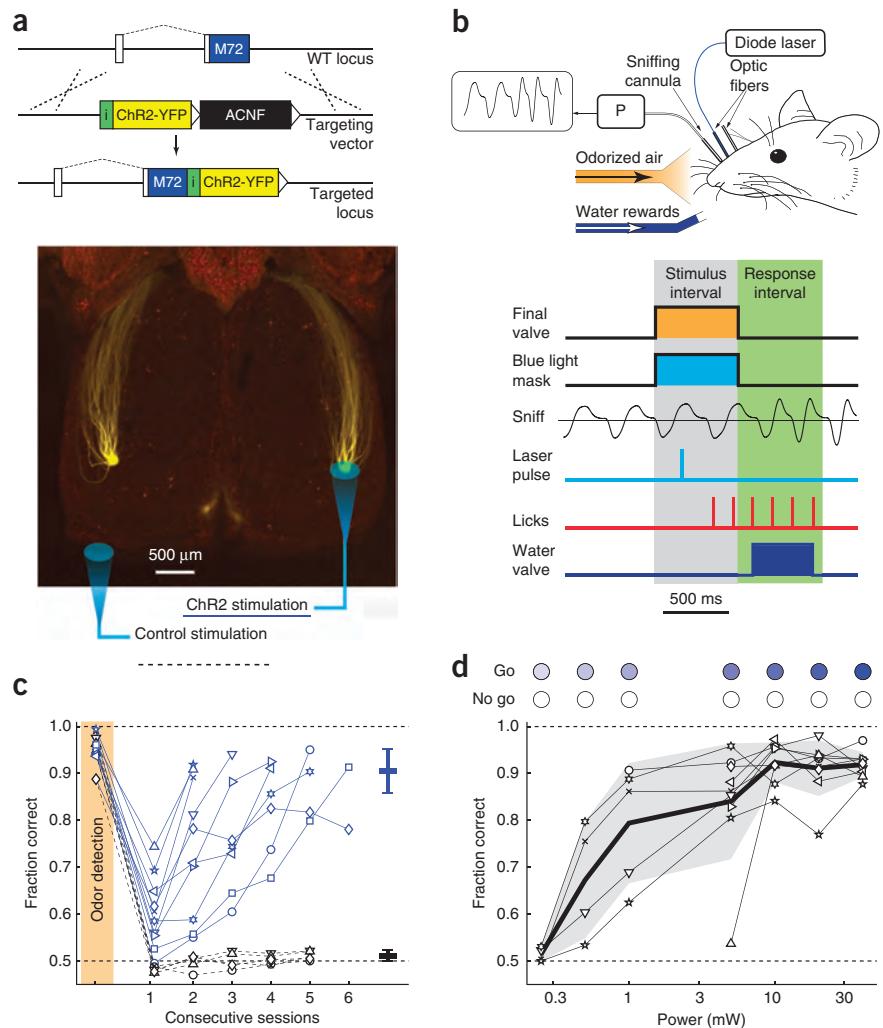 a
M72
WT locus
i
ChR2-YFP
ACNF
Targeting
vector
M72
i
ChR2-YFP
Targeted
locus
500 µm
ChR2 stimulation
Control stimulation
b
Diode laser
Sniffing
cannula
Optic
fibers
P
Odorized air
Water rewards
Stimulus
interval
Response
interval
Final
valve
Blue light
mask
Sniff
Laser
pulse
Licks
Water
valve
500 ms
c
1.0
0.9
0.8
0.7
0.6
0.5
Fraction correct
Odor detection
1 2 3 4 5 6
Consecutive sessions
d
Go
No go
1.0
0.9
0.8
0.7
0.6
0.5
Fraction correct
0.3 1 3 10 30
Power (mW)